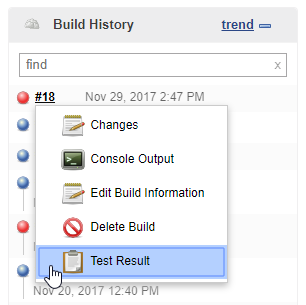 Build History trend
find x
#18 Nov 29, 2017 2:47 PM
Changes
Console Output
Edit Build Information
Delete Build
Test Result
Nov 20, 2017 12:40 PM